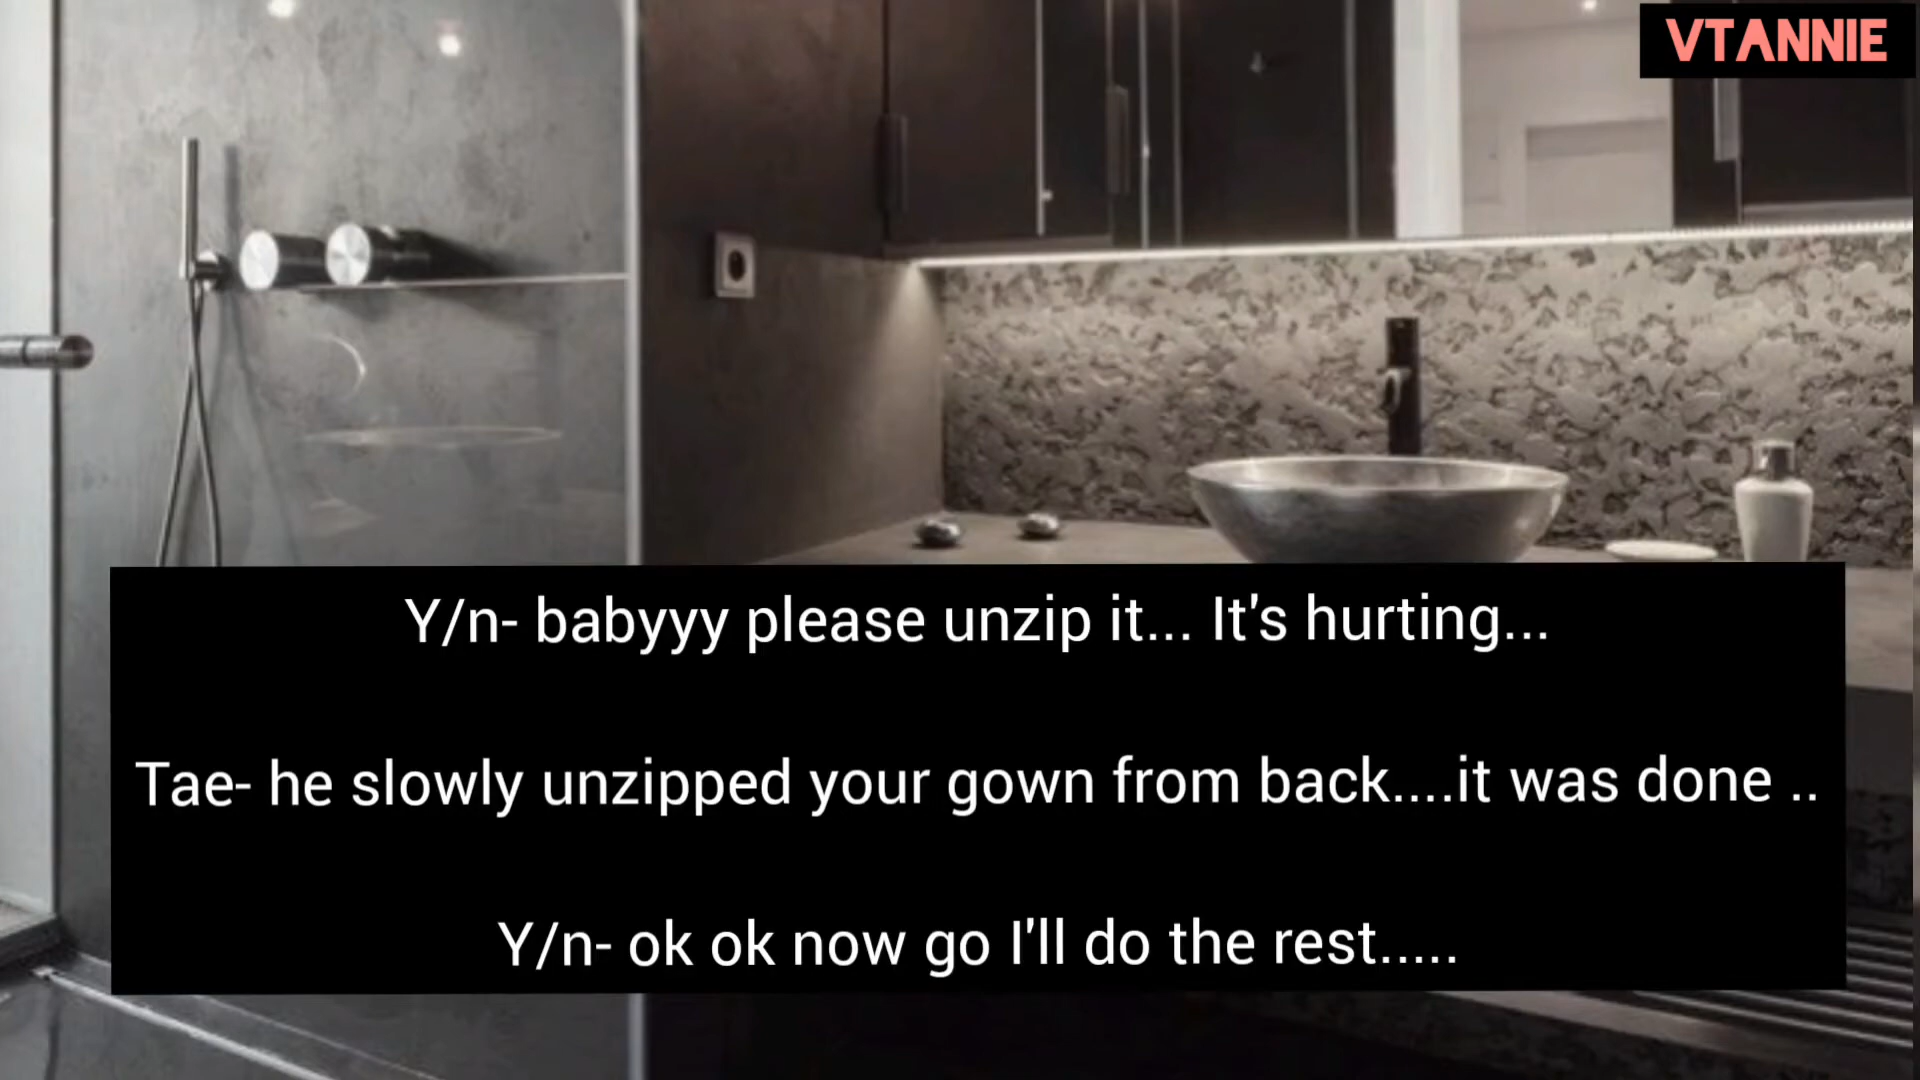 VTANNIE
Y/n- babyyy please unzip it... It's hurting...
Tae- he slowly unzipped your gown from back....it was done ..
Y/n- ok ok now go I'll do the rest.....